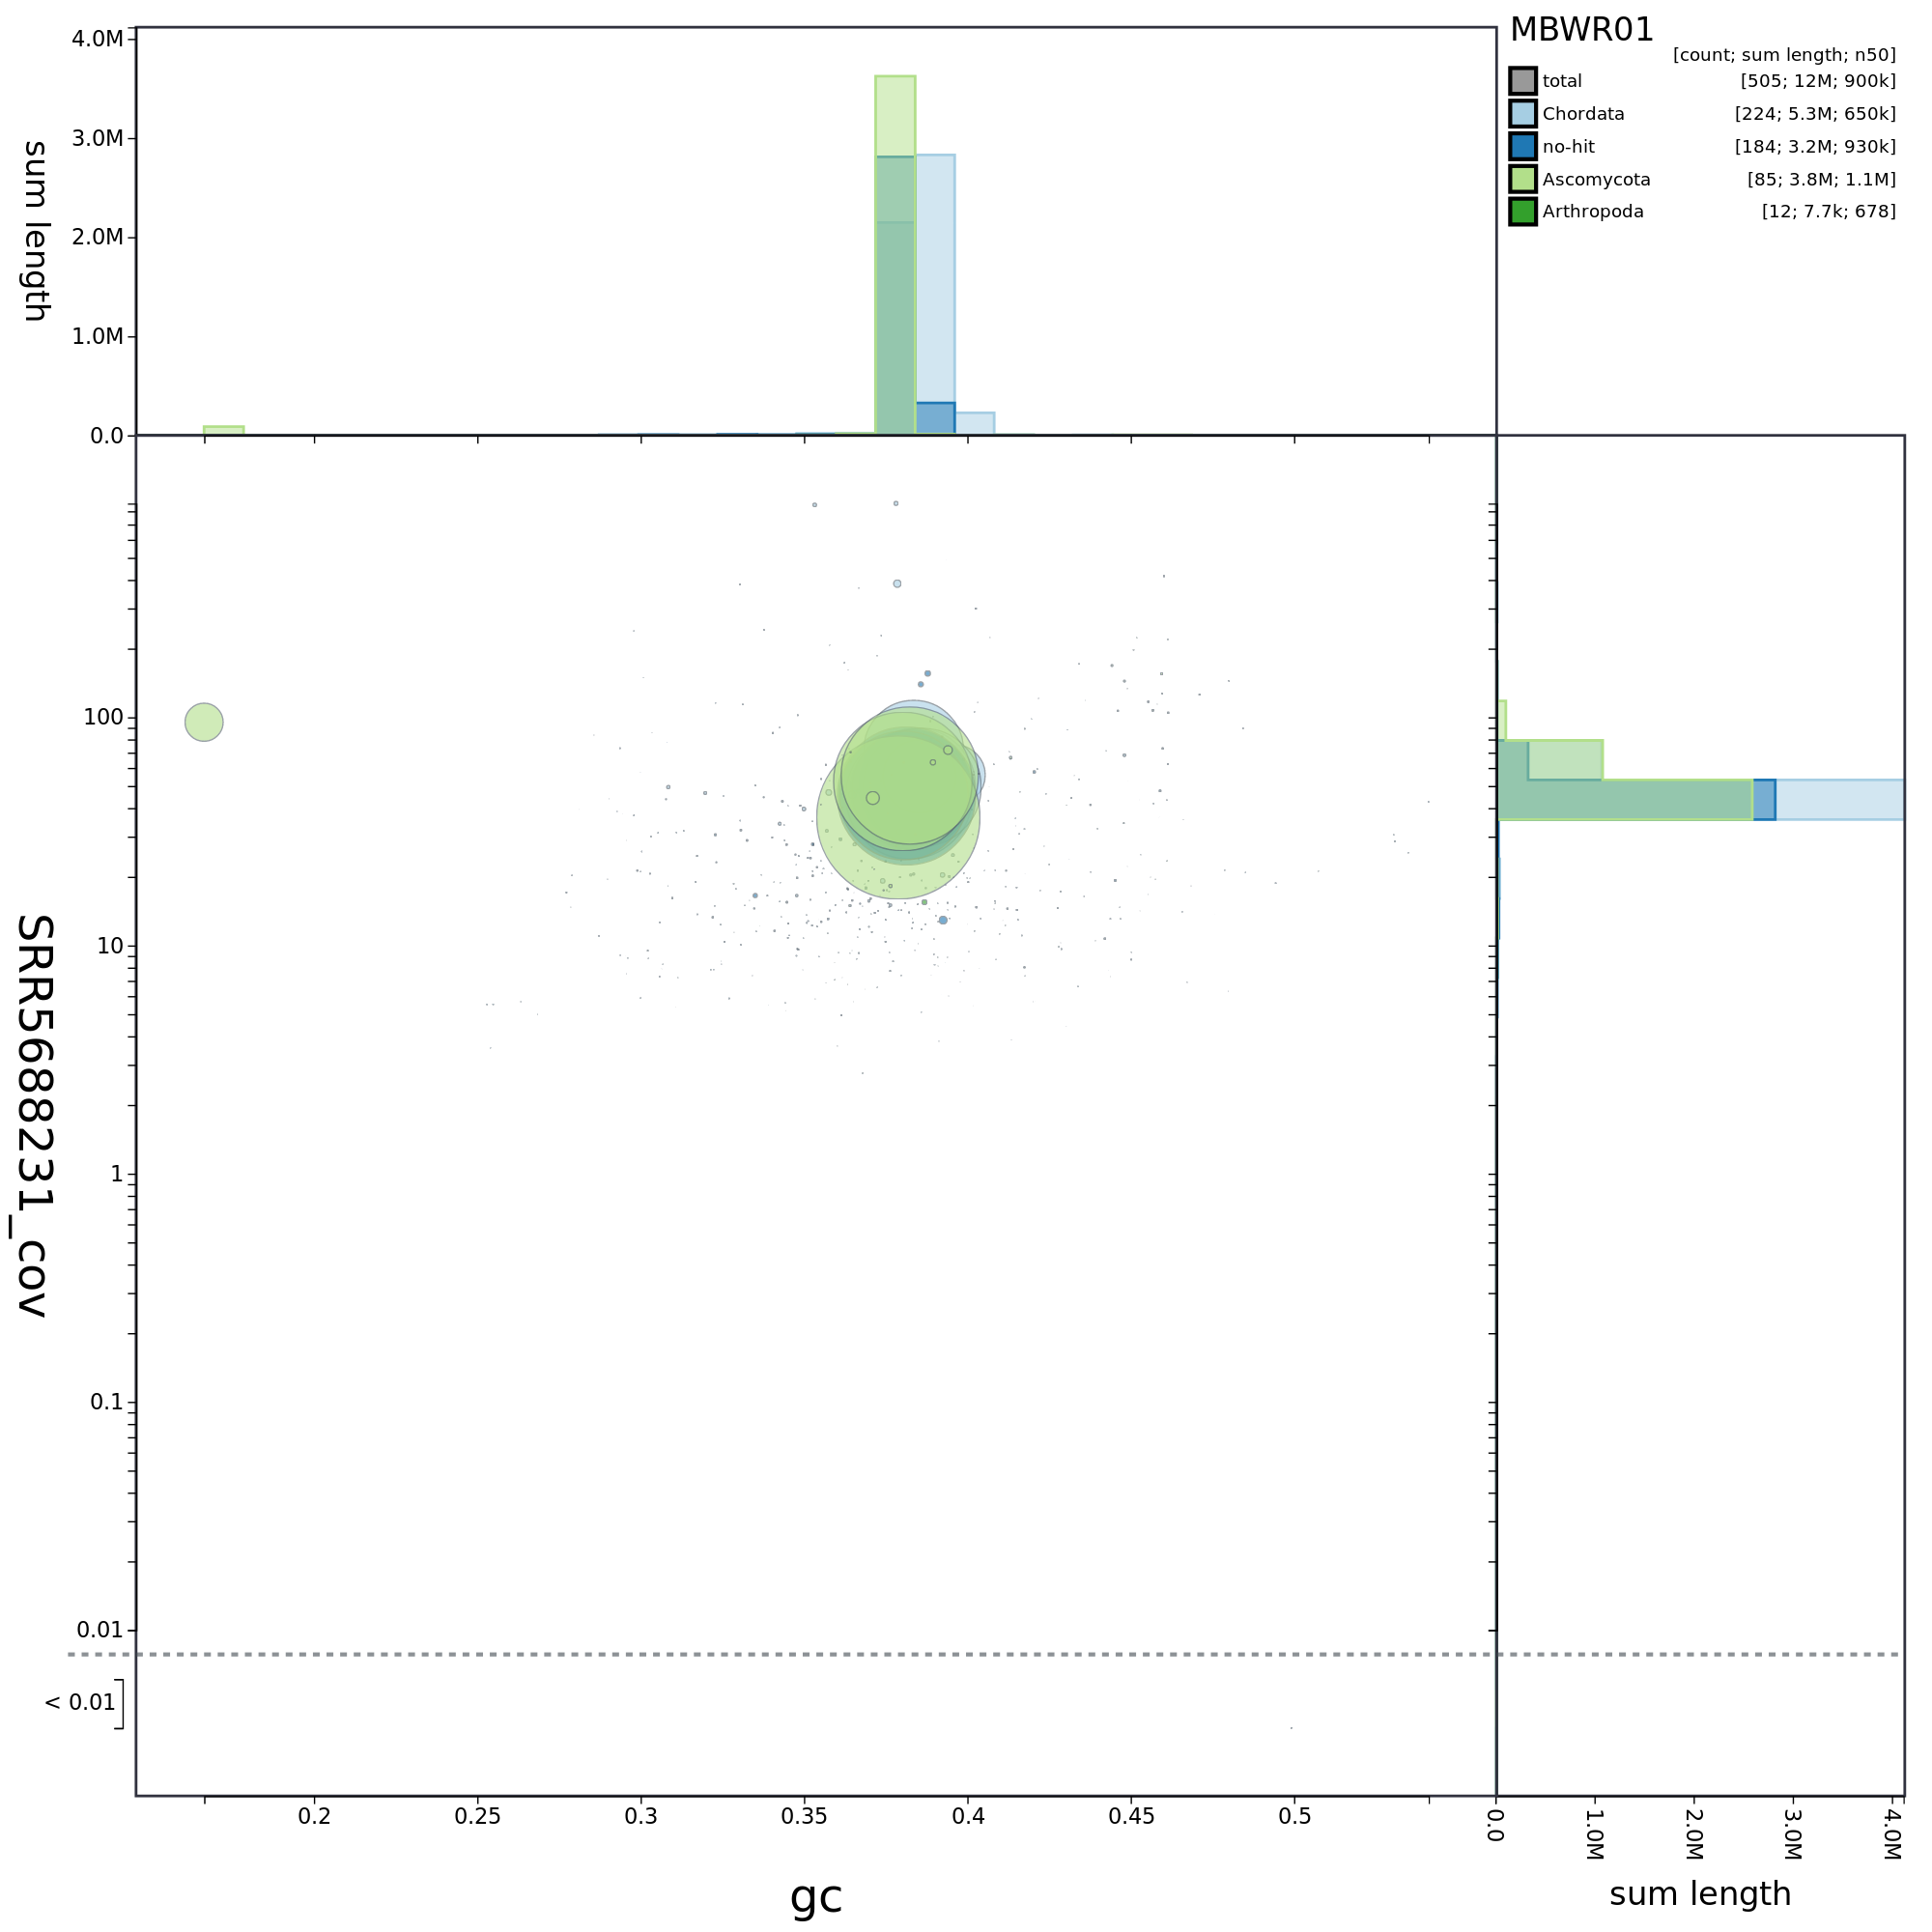 MBWR01
[count; sum length; n50]
total [505; 12M; 900k]
Chordata [224; 5.3M; 650k]
no-hit [184; 3.2M; 930k]
Ascomycota [85; 3.8M; 1.1M]
Arthropoda [12; 7.7k; 678]
sum length
4.0M
3.0M
2.0M
1.0M
0.0
SRR5688231_cov
100
10
1
0.1
0.01
< 0.01
0.2 0.25 0.3 0.35 0.4 0.45 0.5
gc
0.0 1.0M 2.0M 3.0M 4.0M
sum length